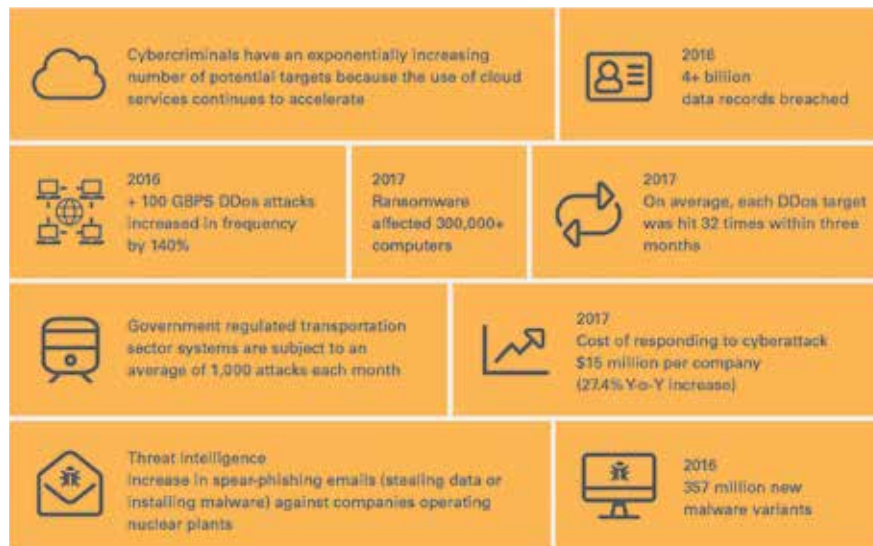 Cybercriminals have an exponentially increasing
number of potential targets because the use of cloud
services continues to accelerate
2016
4+ billion
data records breached
2016
+ 100 GBPS DDos attacks
increased in frequency
by 140%
2017
Ransomware
affected 300,000+
computers
2017
On average, each DDos target
was hit 32 times within three
months
Government regulated transportation
sector systems are subject to an
average of 1,000 attacks each month
2017
Cost of responding to cyberattack
$15 million per company
(27.4% Y-o-Y increase)
Threat Intelligence
Increase in spear-phishing emails (stealing data or
installing malware) against companies operating
nuclear plants
2016
357 million new
malware variants